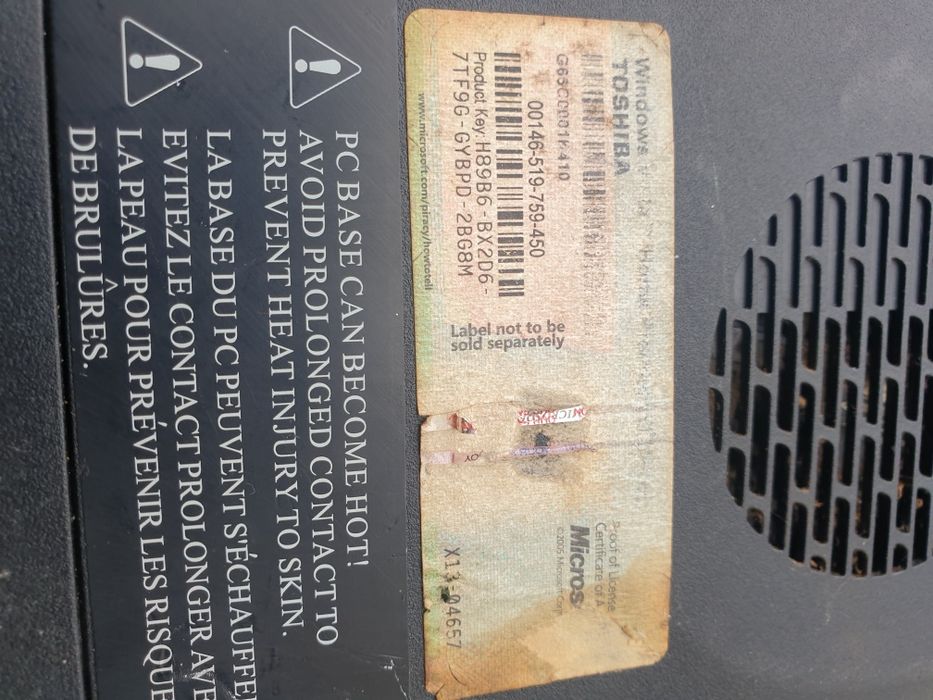 Windows
TOSHIBA
00146-519-759-450
Product Key: H89B6-BX2D6-
7TF9G-GYBPD-2BG8M
www.microsoft.com/piracy/howtotell
Label not to be
sold separately
Proof of License
Certificate of A
Micros
©2005 Microsoft Corp
X13-04657
PC BASE CAN BECOME HOT!
AVOID PROLONGED CONTACT TO
PREVENT HEAT INJURY TO SKIN.
LA BASE DU PC PEUVENT S'ÉCHAUFFE
EVITEZ LE CONTACT PROLONGER AVE
LA PEAU POUR PRÉVENIR LES RISQUE
DE BRULÛRES.